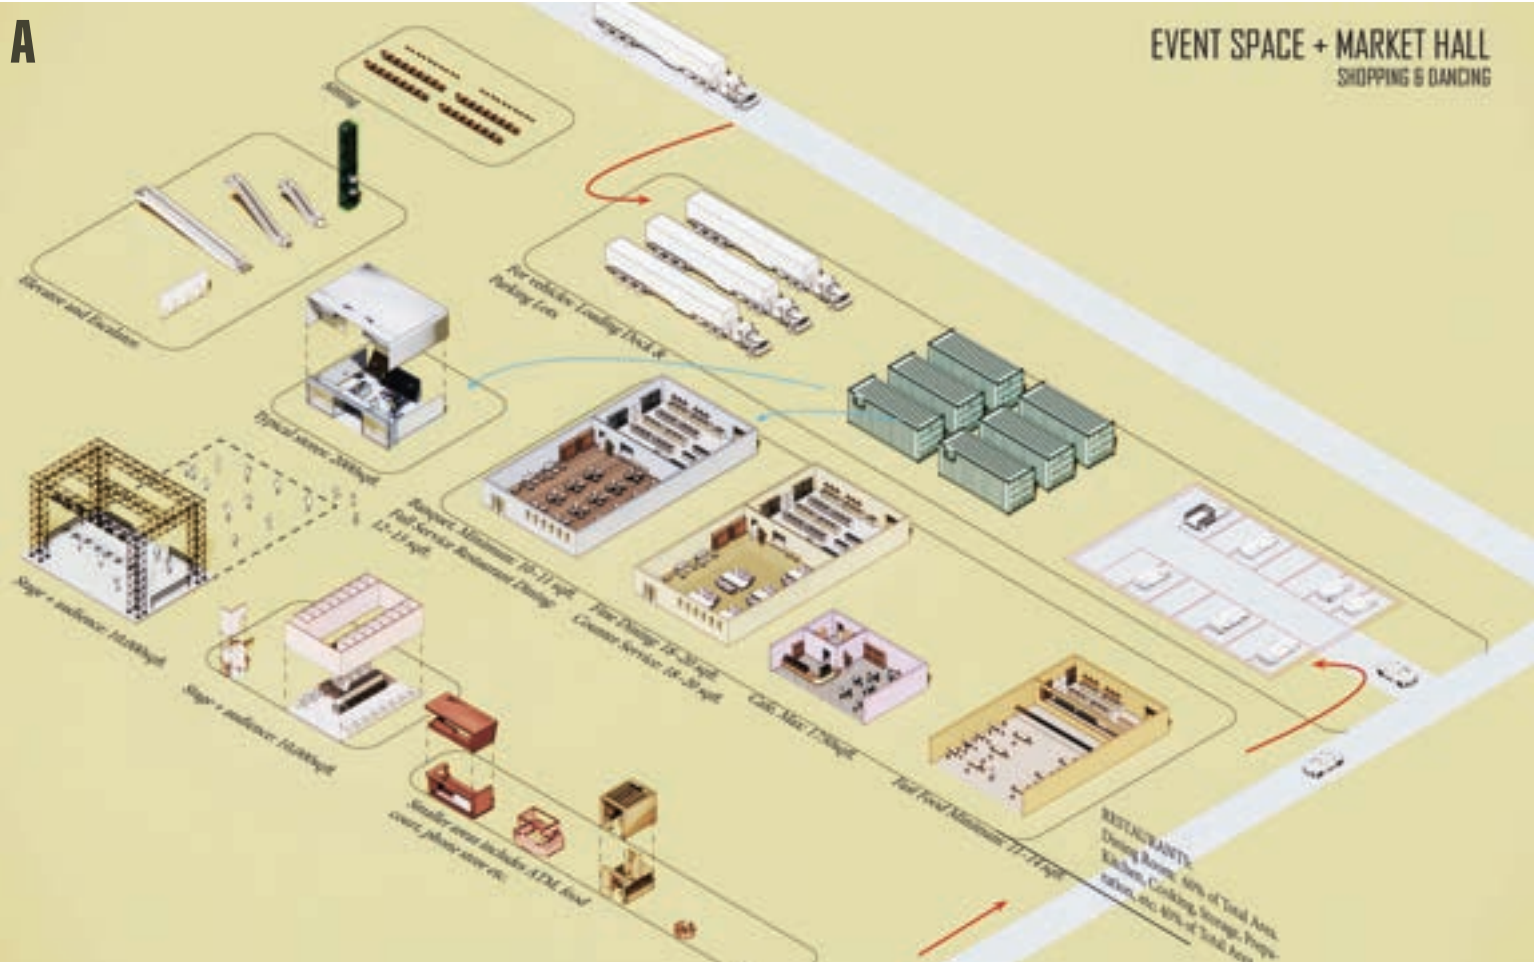 A
EVENT SPACE + MARKET HALL
SHOPPING & DANCING
Sitting
Elevator and Escalators
For vehicles: Loading Dock &
Parking Lots
Typical stores: 2000sqft
Banquet, Minimum: 10-11 sqft.
Full Service Restaurant Dining:
12-15 sqft.
Stage + audience: 10,000sqft
Fine Dining: 18-20 sqft.
Counter Service: 18-20 sqft.
Stage + audience: 10,000sqft
Cafe, Max: 1750sqft
Smaller areas includes ATM, food
court, phone store etc.
Fast Food Minimum: 11-14 sqft
RESTAURANTS:
Dining Room: 60% of Total Area.
Kitchen, Cooking, Storage, Prepa-
ration, etc: 40% of Total Area